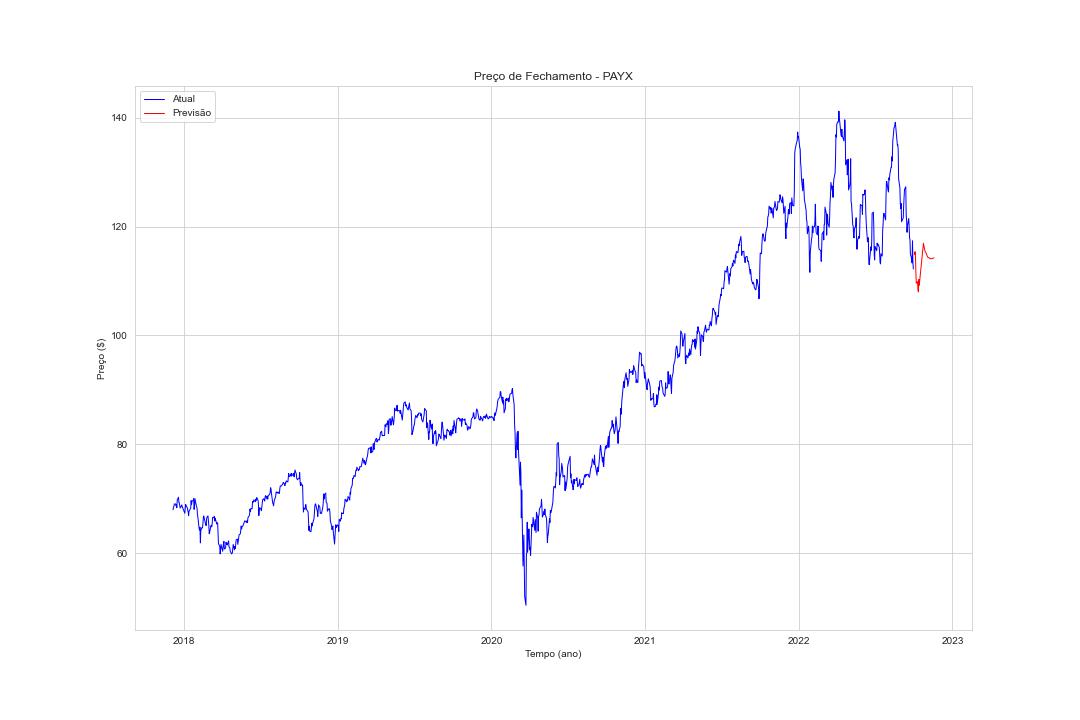 Preço de Fechamento - PAYX
Atual
Previsão
140
120
100
80
60
Preço ($)
2018 2019 2020 2021 2022 2023
Tempo (ano)